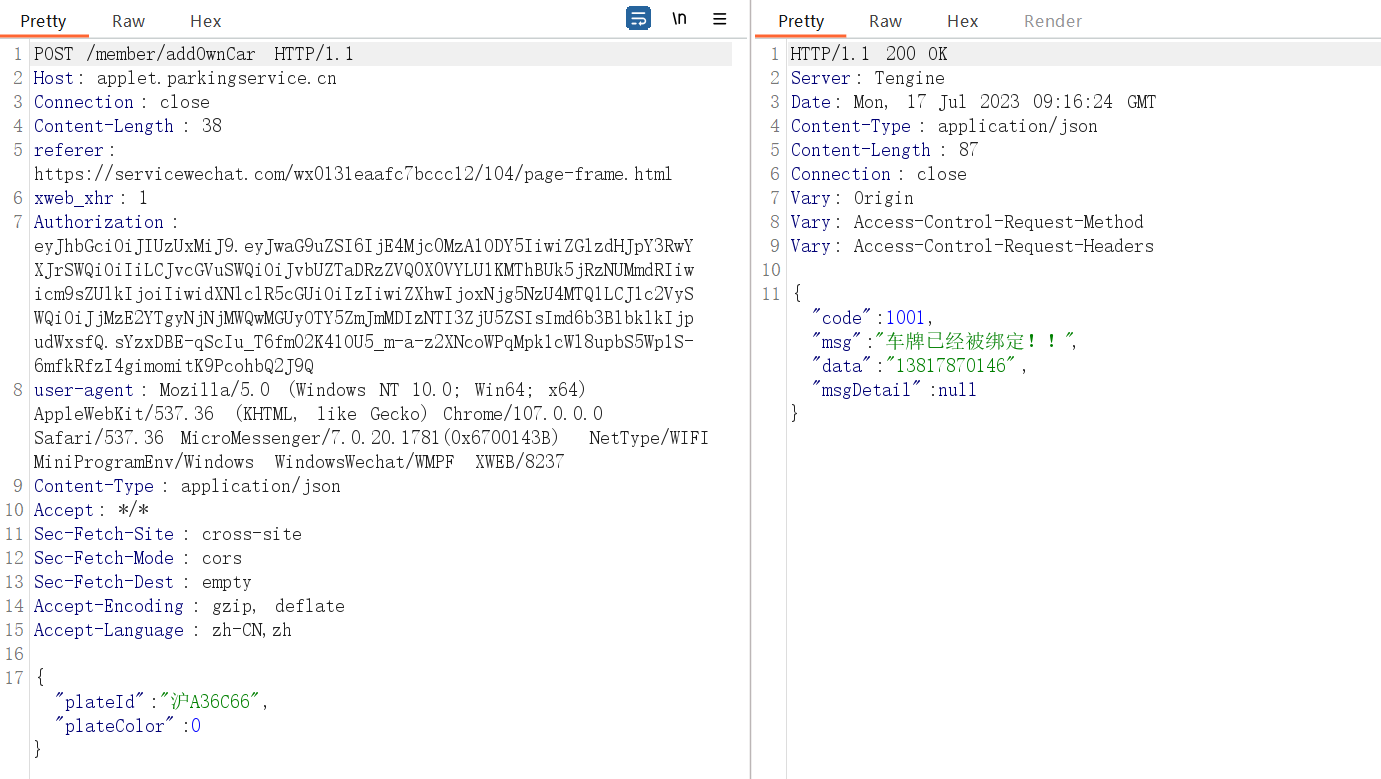 Pretty Raw Hex \n
1 POST /member/addOwnCar HTTP/1.1
2 Host: applet.parkingservice.cn
3 Connection: close
4 Content-Length: 38
5 referer:
https://servicewechat.com/wx0131eaafc7bccc12/104/page-frame.html
6 xweb_xhr: 1
7 Authorization:
eyJhbGciOiJIUzUxMiJ9.eyJwaG9uZSI6IjE4Mjc0MzA1ODY5IiwiZGlzdHJpY3RwY
XJrSWQiOiIiLCJvcGVuSWQiOiJvbUZTaDRzZVQ0X0VYLU1KMThBUk5jRzNUMmdRIiw
icm9sZUlkIjoiIiwidXNlclR5cGUiOiIzIiwiZXhwIjoxNjg5NzU4MTQ1LCJ1c2VyS
WQiOiJjMzE2YTgyNjNjMWQwMGUyOTY5ZmJmMDIzNTI3ZjU5ZSIsImd6b3BlbklkIjp
udWxsfQ.sYzxDBE-qScIu_T6fmO2K4lOU5_m-a-z2XNcoWPqMpklcWl8upbS5WplS-
6mfkRfzI4gimomitK9PcohbQ2J9Q
8 user-agent: Mozilla/5.0 (Windows NT 10.0; Win64; x64)
AppleWebKit/537.36 (KHTML, like Gecko) Chrome/107.0.0.0
Safari/537.36 MicroMessenger/7.0.20.1781(0x6700143B) NetType/WIFI
MiniProgramEnv/Windows WindowsWechat/WMPF XWEB/8237
9 Content-Type: application/json
10 Accept: */*
11 Sec-Fetch-Site: cross-site
12 Sec-Fetch-Mode: cors
13 Sec-Fetch-Dest: empty
14 Accept-Encoding: gzip, deflate
15 Accept-Language: zh-CN,zh
16
17 {
"plateId":"沪A36C66",
"plateColor":0
}
Pretty Raw Hex Render
1 HTTP/1.1 200 OK
2 Server: Tengine
3 Date: Mon, 17 Jul 2023 09:16:24 GMT
4 Content-Type: application/json
5 Content-Length: 87
6 Connection: close
7 Vary: Origin
8 Vary: Access-Control-Request-Method
9 Vary: Access-Control-Request-Headers
10
11 {
"code":1001,
"msg":"车牌已经被绑定！！",
"data":"13817870146",
"msgDetail":null
}